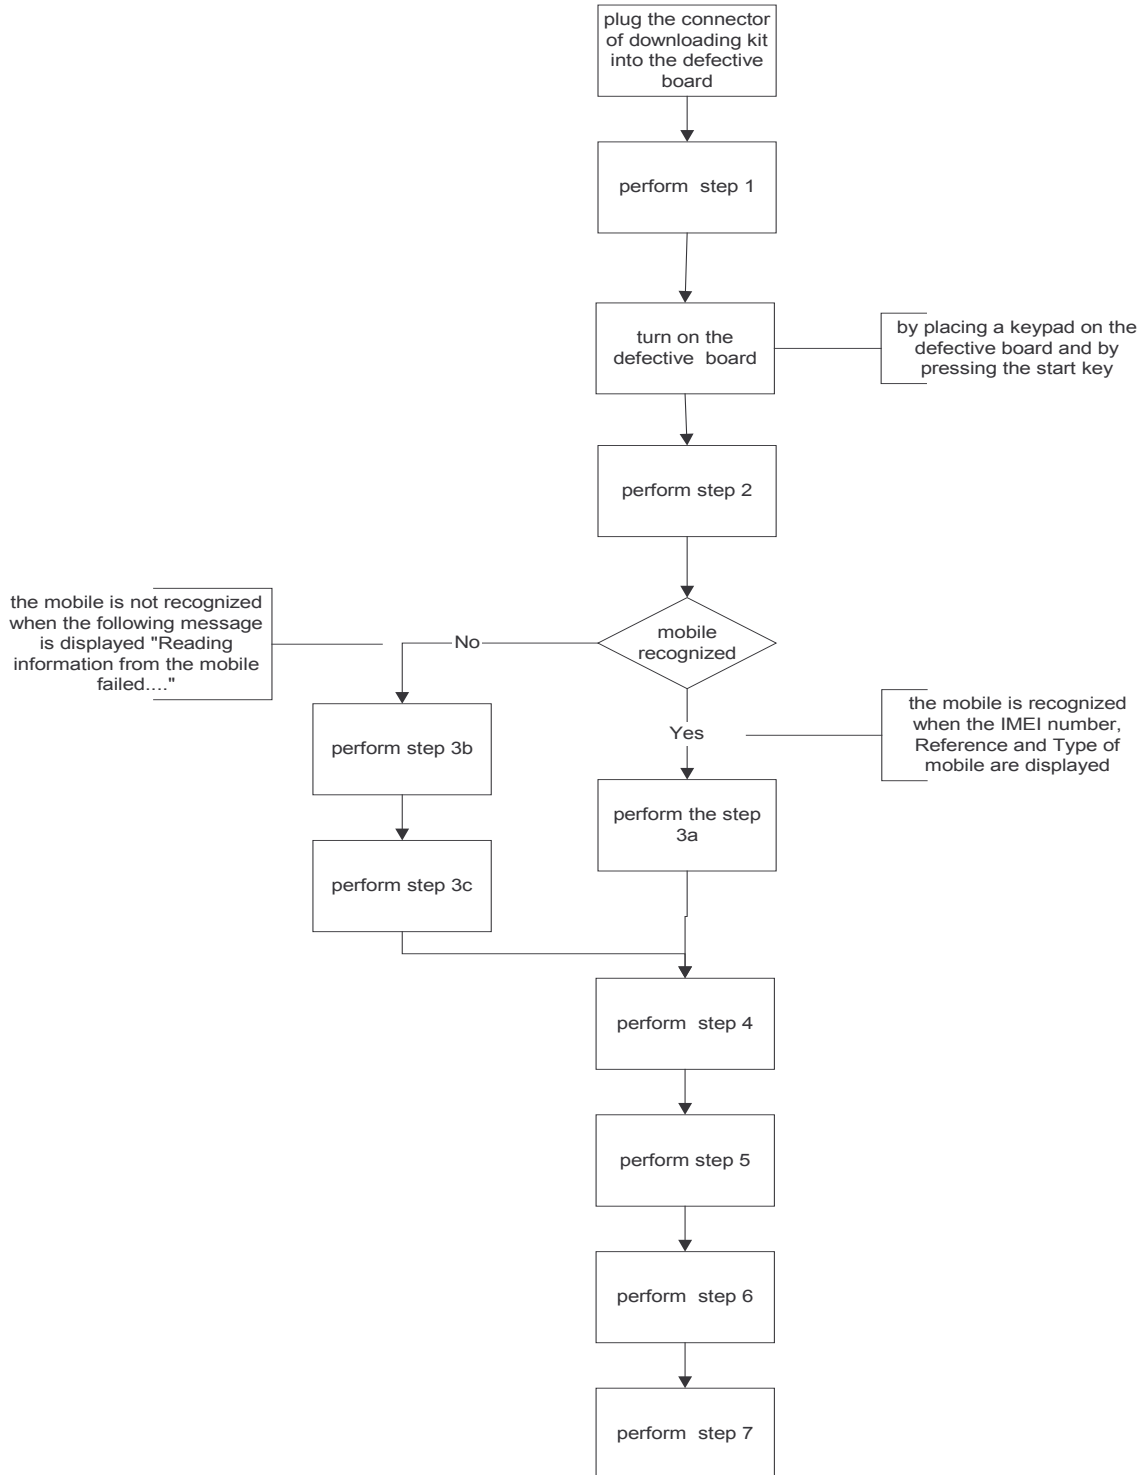 plug the connector
of downloading kit
into the defective
board
perform  step 1
turn on the
defective  board
by placing a keypad on the
defective board and by
pressing the start key
perform step 2
the mobile is not recognized
when the following message
is displayed "Reading
information from the mobile
failed...."
No
mobile
recognized
Yes
the mobile is recognized
when the IMEI number,
Reference and Type of
mobile are displayed
perform step 3b
perform the step
3a
perform step 3c
perform  step 4
perform step 5
perform  step 6
perform  step 7